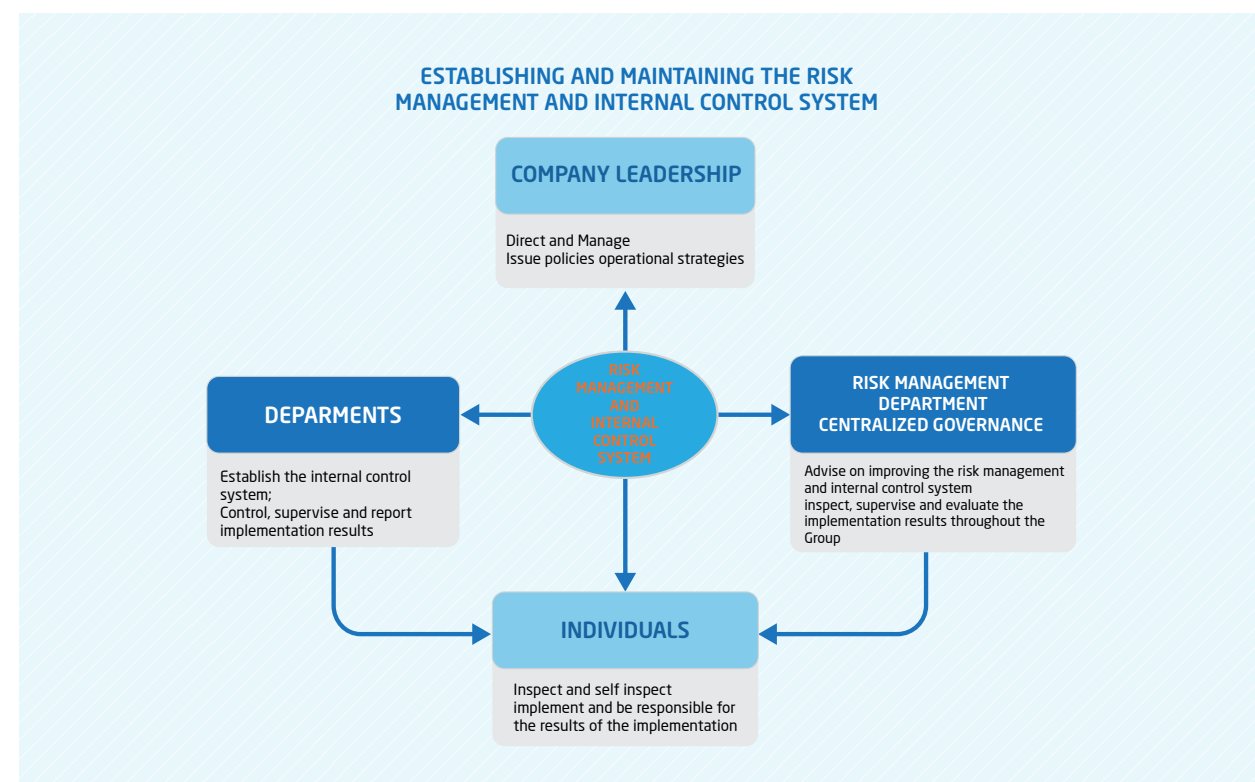 ESTABLISHING AND MAINTAINING THE RISK
MANAGEMENT AND INTERNAL CONTROL SYSTEM
COMPANY LEADERSHIP
Direct and Manage
Issue policies operational strategies
RISK
MANAGEMENT
AND
INTERNAL
CONTROL
SYSTEM
DEPARMENTS
Establish the internal control
system;
Control, supervise and report
implementation results
RISK MANAGEMENT
DEPARTMENT
CENTRALIZED GOVERNANCE
Advise on improving the risk management
and internal control system
inspect, supervise and evaluate the
implementation results throughout the
Group
INDIVIDUALS
Inspect and self inspect
implement and be responsible for
the results of the implementation